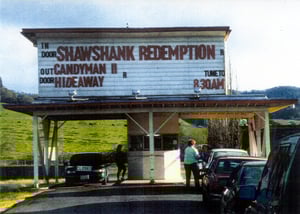 IN DOOR SHAWSHANK REDEMPTION R
OUT DOOR CANDYMAN II R TUNE TO
HIDEAWAY R 830AM